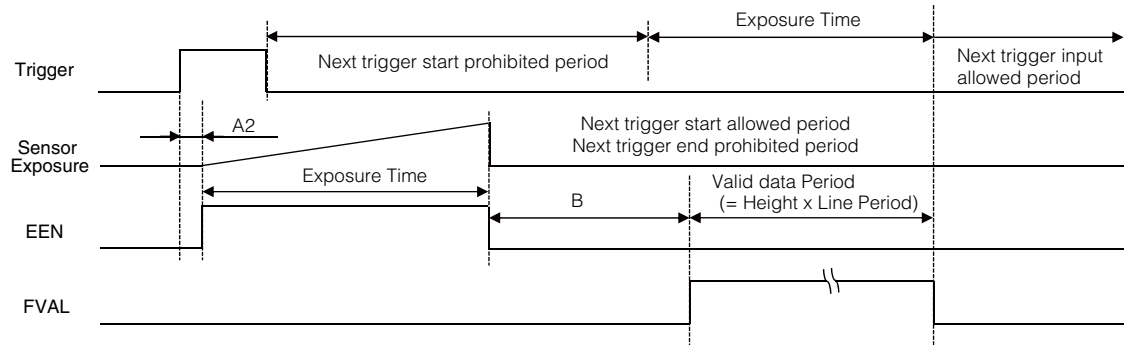 Exposure Time
Trigger
Next trigger start prohibited period
Next trigger input
allowed period
A2
Sensor
Exposure
Next trigger start allowed period
Next trigger end prohibited period
Exposure Time
B
Valid data Period
(= Height x Line Period)
EEN
FVAL